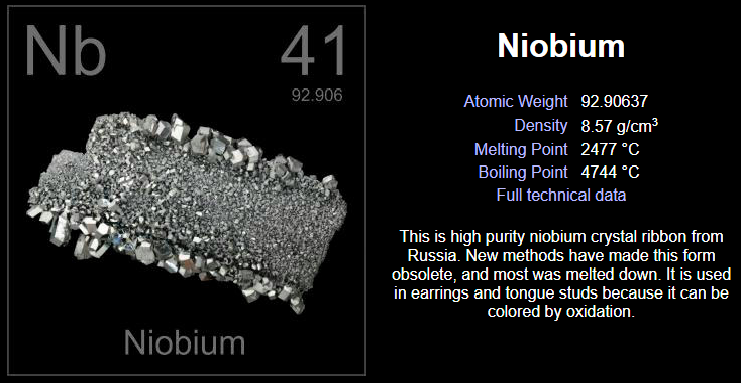 Nb
41
92.906
Niobium
Niobium
Atomic Weight 92.90637
Density 8.57 g/cm³
Melting Point 2477 °C
Boiling Point 4744 °C
Full technical data
This is high purity niobium crystal ribbon from
Russia. New methods have made this form
obsolete, and most was melted down. It is used
in earrings and tongue studs because it can be
colored by oxidation.